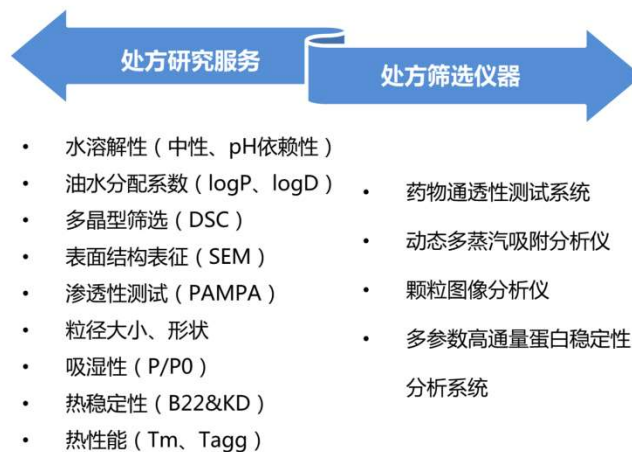 处方研究服务
处方筛选仪器
• 水溶解性（中性、pH依赖性）
• 油水分配系数（logP、logD）
• 多晶型筛选（DSC）
• 表面结构表征（SEM）
• 渗透性测试（PAMPA）
• 粒径大小、形状
• 吸湿性（P/P0）
• 热稳定性（B22&KD）
• 热性能（Tm、Tagg）
• 药物通透性测试系统
• 动态多蒸汽吸附分析仪
• 颗粒图像分析仪
• 多参数高通量蛋白稳定性
分析系统